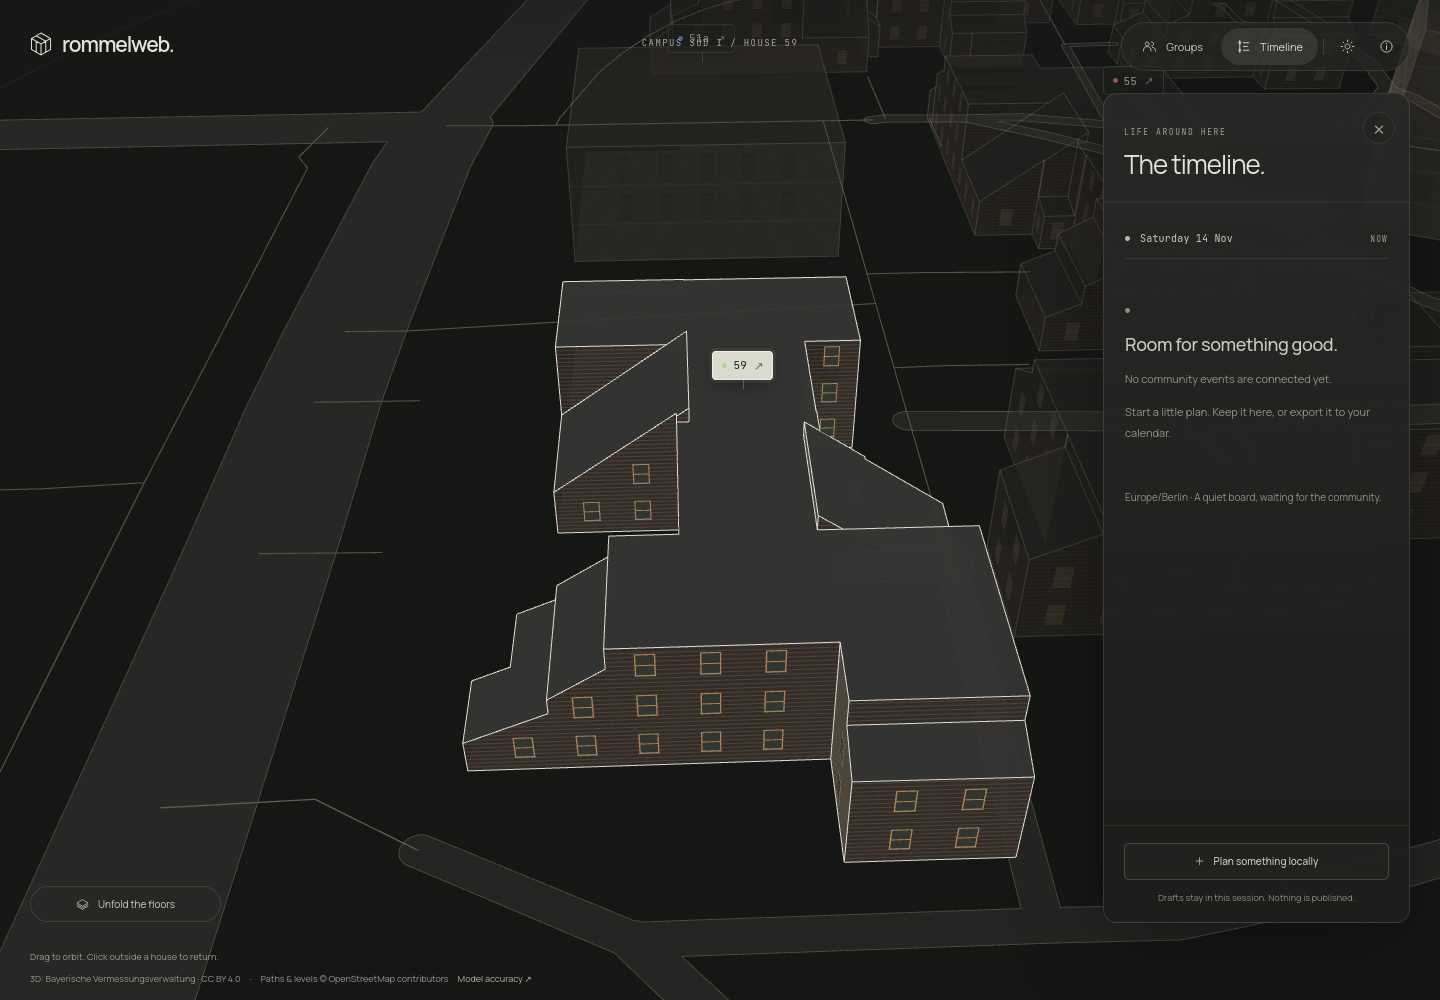 rommelweb.
51a ↗
CAMPUS SÜD I / HOUSE 59
Groups
Timeline
55 ↗
LIFE AROUND HERE
The timeline.
Saturday 14 Nov
NOW
Room for something good.
No community events are connected yet.
Start a little plan. Keep it here, or export it to your
calendar.
Europe/Berlin · A quiet board, waiting for the community.
59 ↗
Plan something locally
Drafts stay in this session. Nothing is published.
Unfold the floors
Drag to orbit. Click outside a house to return.
3D: Bayerische Vermessungsverwaltung · CC BY 4.0 · Paths & levels © OpenStreetMap contributors Model accuracy ↗